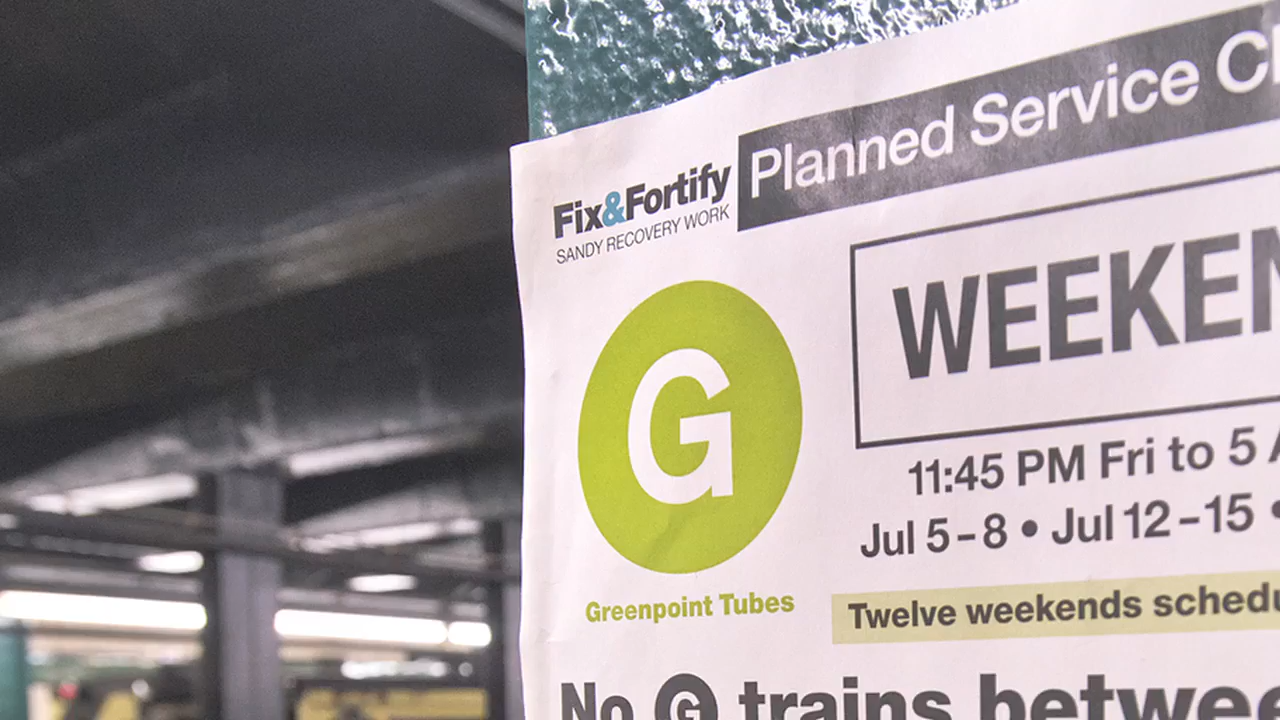 Planned Service
Fix&Fortify
SANDY RECOVERY WORK
WEEKEN
G
11:45 PM Fri to 5 A
Jul 5–8 • Jul 12–15 •
Greenpoint Tubes
Twelve weekends sched
No G trains betwee